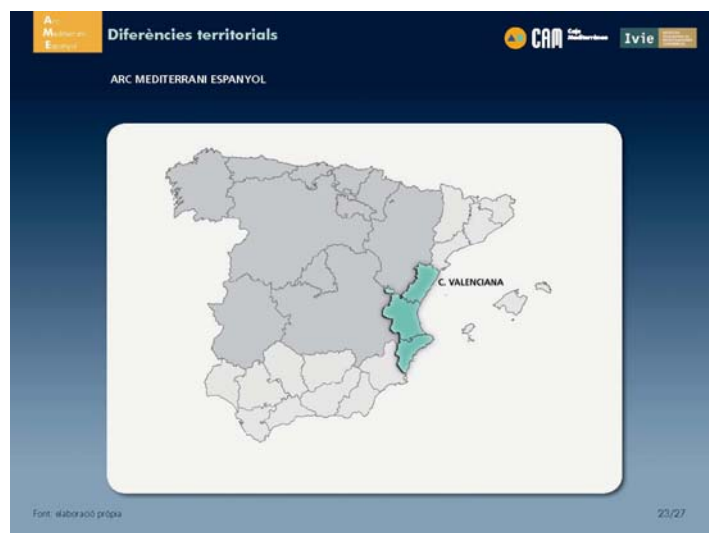 Arc
Mediterrani
Espanyol
Diferències territorials
CAM Caja Mediterráneo
Ivie
ARC MEDITERRANI ESPANYOL
C. VALENCIANA
Font: elaboració pròpia
23/27